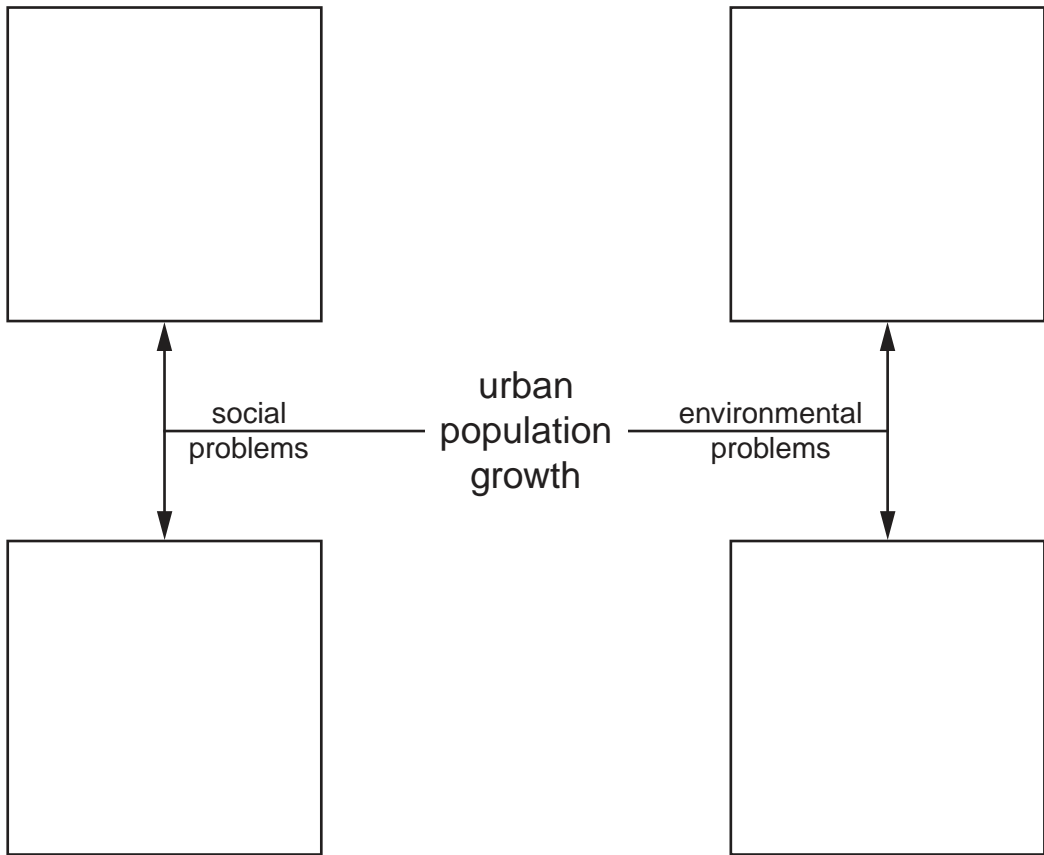 social
problems
urban
population
growth
environmental
problems